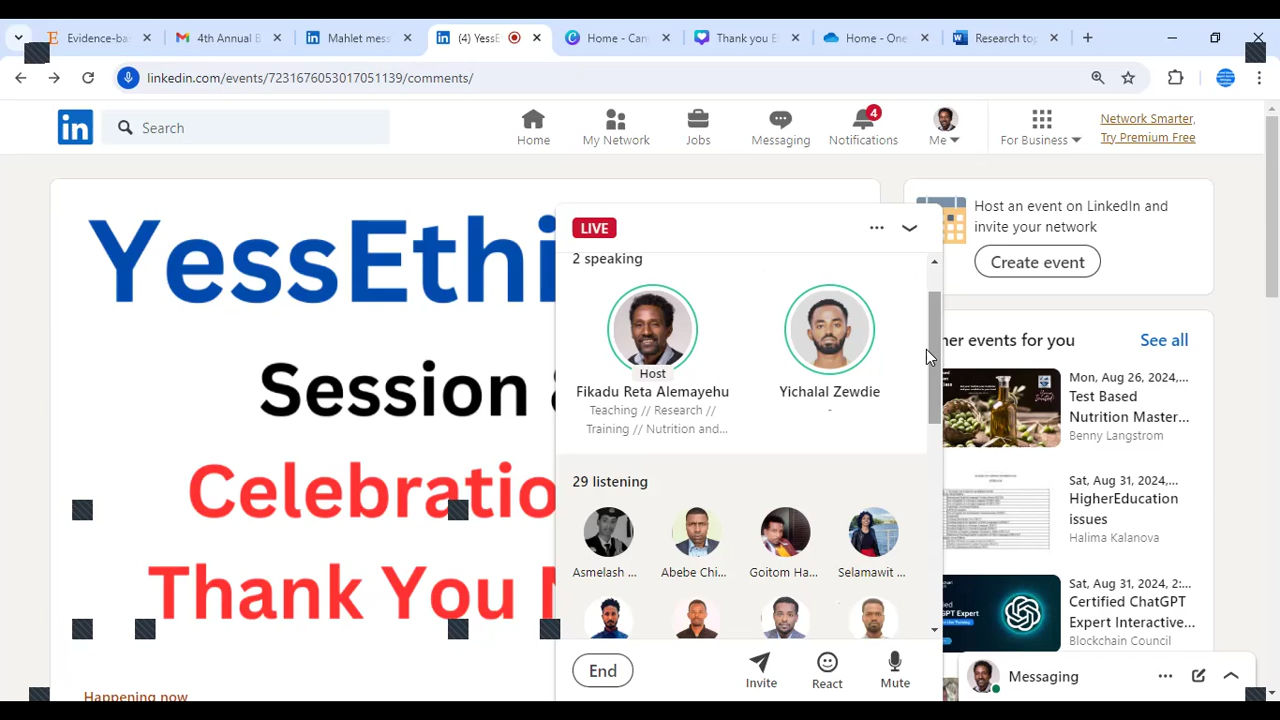 Evidence-ba
4th Annual B
Mahlet mess
(4) YessE
Home - Can
Thank you E
Home - One
Research top
linkedin.com/events/7231676053017051139/comments/
in
Search
Home
My Network
Jobs
Messaging
4
Notifications
Me
For Business
Network Smarter,
Try Premium Free
YessEthi
Session
Celebratio
Thank You
Happening now
LIVE
2 speaking
Host
Fikadu Reta Alemayehu
Teaching // Research //
Training // Nutrition and...
Yichalal Zewdie
-
29 listening
Asmelash ...
Abebe Chi...
Goitom Ha...
Selamawit ...
End
Invite
React
Mute
Host an event on LinkedIn and
invite your network
Create event
her events for you
See all
Mon, Aug 26, 2024,...
Test Based
Nutrition Master...
Benny Langstrom
Sat, Aug 31, 2024,...
HigherEducation
issues
Halima Kalanova
Sat, Aug 31, 2024, 2:...
Certified ChatGPT
Expert Interactive...
Blockchain Council
Messaging